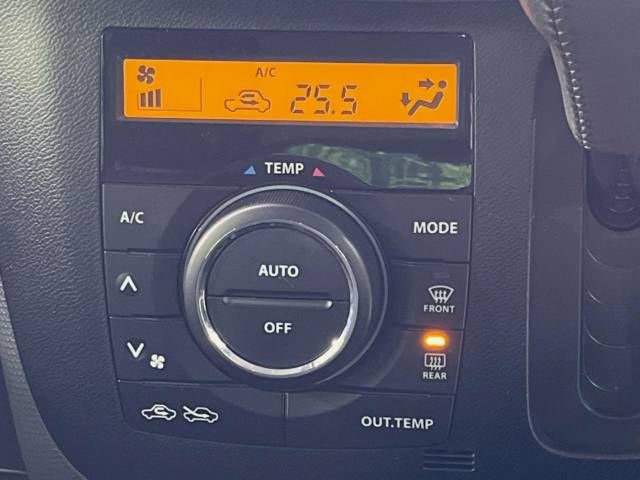 A/C
25.5
TEMP
A/C
MODE
AUTO
OFF
FRONT
REAR
OUT.TEMP